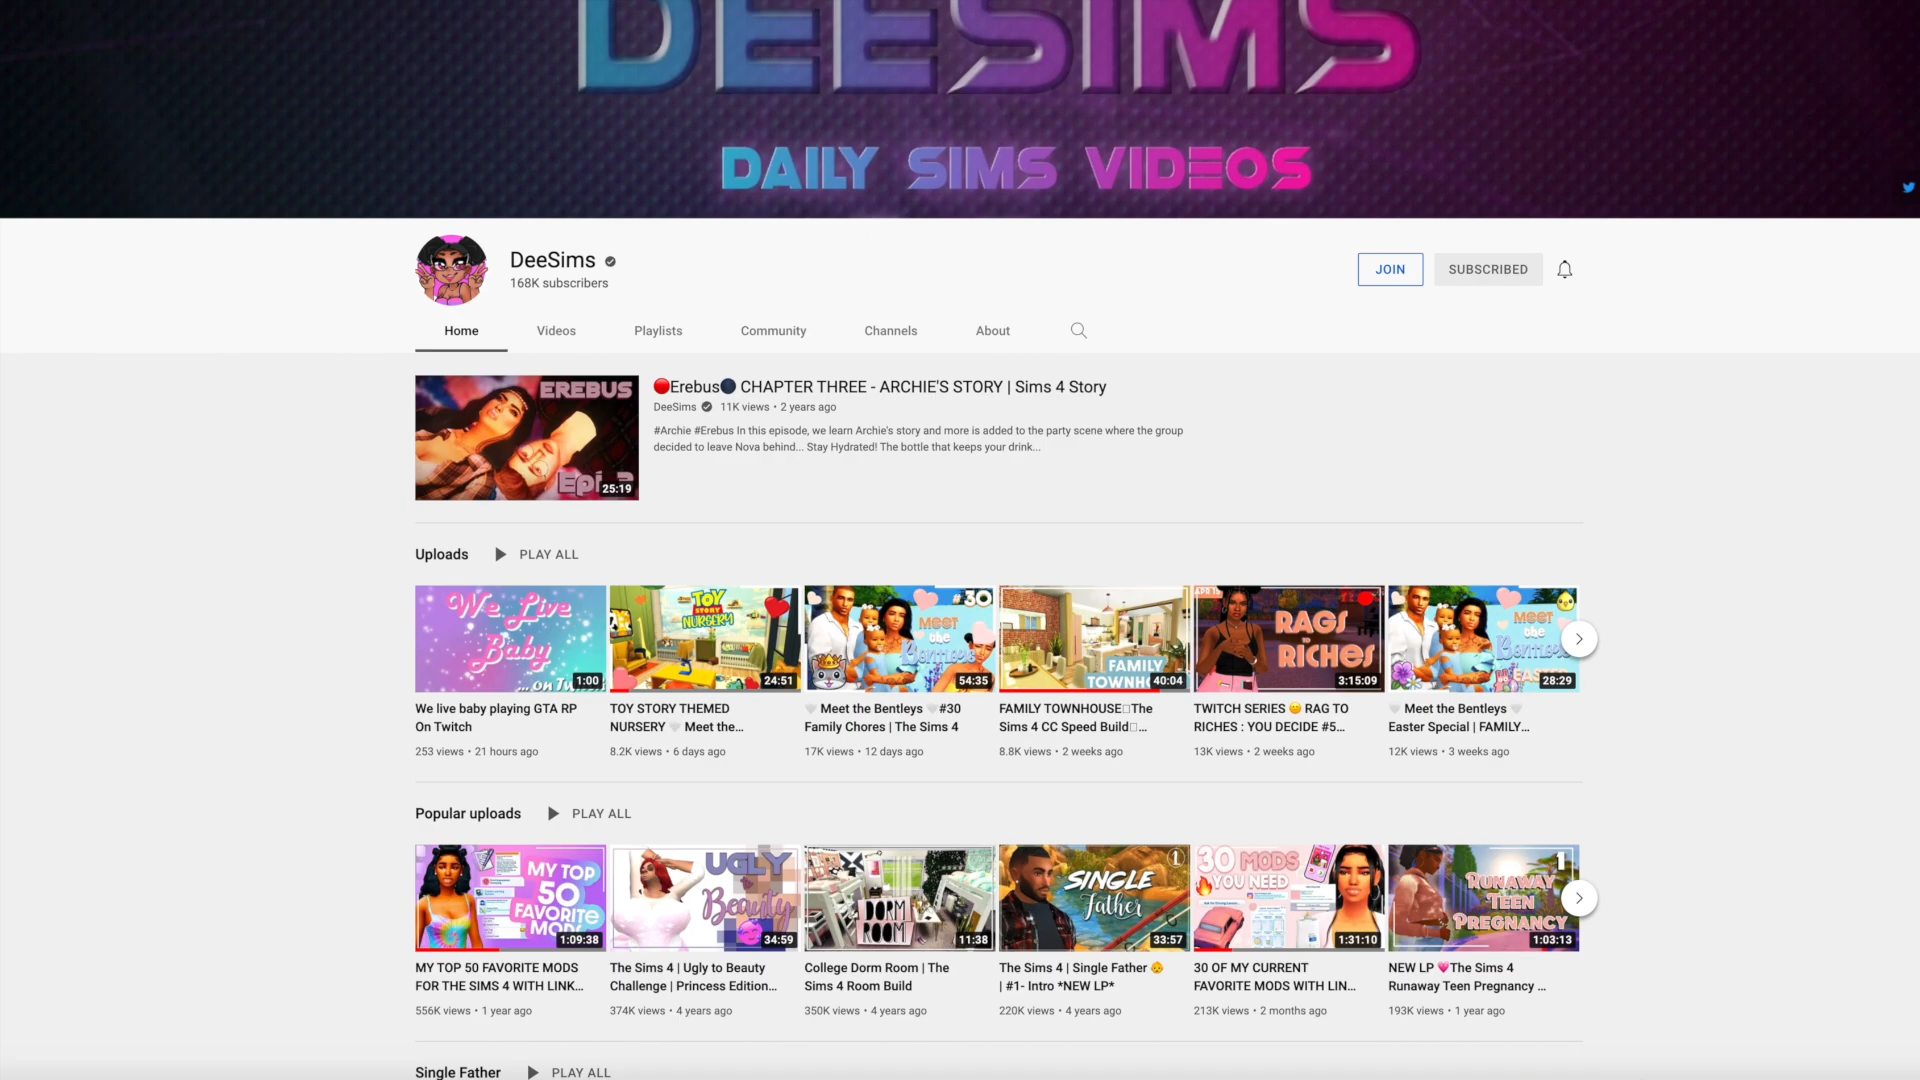 DEESIMS
DAILY SIMS VIDEOS
DeeSims
168K subscribers
JOIN
SUBSCRIBED
Home
Videos
Playlists
Community
Channels
About
EREBUS
25:19
🔴Erebus🌑 CHAPTER THREE - ARCHIE'S STORY | Sims 4 Story
DeeSims 11K views • 2 years ago
#Archie #Erebus In this episode, we learn Archie's story and more is added to the party scene where the group
decided to leave Nova behind... Stay Hydrated! The bottle that keeps your drink...
Uploads
PLAY ALL
We Live
Baby
... on
1:00
We live baby playing GTA RP
On Twitch
253 views • 21 hours ago
TOY
STORY
NURSERY
24:51
TOY STORY THEMED
NURSERY 🤍 Meet the...
8.2K views • 6 days ago
#30
MEET
the
Bentleys
54:35
🤍 Meet the Bentleys 🤍#30
Family Chores | The Sims 4
17K views • 12 days ago
FAMILY
40:04
FAMILY TOWNHOUSE□The
Sims 4 CC Speed Build□...
8.8K views • 2 weeks ago
RAGS
TO
RICHES
3:15:09
TWITCH SERIES 😑 RAG TO
RICHES : YOU DECIDE #5...
13K views • 2 weeks ago
MEET
the
28:29
🤍 Meet the Bentleys 🤍
Easter Special | FAMILY...
12K views • 3 weeks ago
Popular uploads
PLAY ALL
MY TOP
50
FAVORITE
1:09:38
MY TOP 50 FAVORITE MODS
FOR THE SIMS 4 WITH LINK...
556K views • 1 year ago
UGLY
to
Beauty
34:59
The Sims 4 | Ugly to Beauty
Challenge | Princess Edition...
374K views • 4 years ago
DORM
ROOM
11:38
College Dorm Room | The
Sims 4 Room Build
350K views • 4 years ago
1
SINGLE
Father
33:57
The Sims 4 | Single Father 👶
| #1- Intro *NEW LP*
220K views • 4 years ago
30 MODS
YOU NEED
1:31:10
30 OF MY CURRENT
FAVORITE MODS WITH LIN...
213K views • 2 months ago
1
RUNAWAY
TEEN
PREGNANCY
1:03:13
NEW LP 💗The Sims 4
Runaway Teen Pregnancy ...
193K views • 1 year ago
Single Father
PLAY ALL